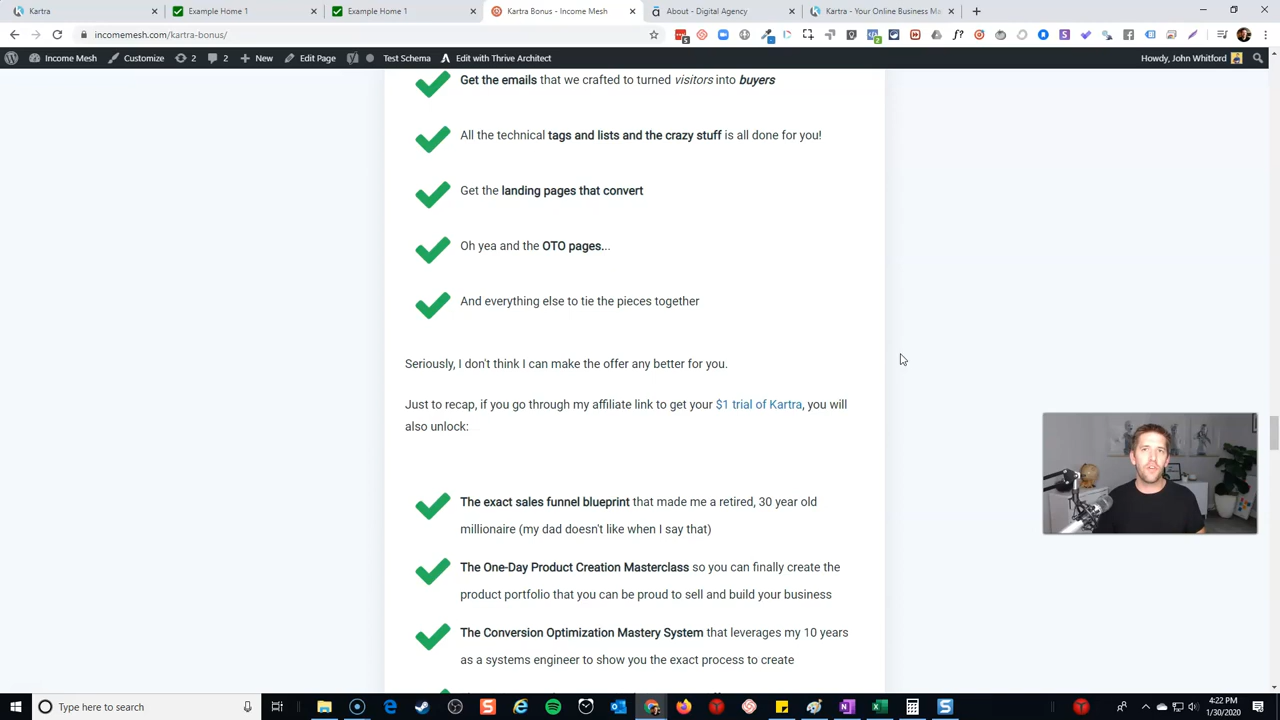 Kartra
Example Home 1
Example Home 1
Kartra Bonus - Income Mesh
About - Digital Agency
Kartra - Your Online Business Ma
incomemesh.com/kartra-bonus/
Income Mesh
Customize
2
2
New
Edit Page
Test Schema
Edit with Thrive Architect
Howdy, John Whitford
Get the emails that we crafted to turned visitors into buyers
All the technical tags and lists and the crazy stuff is all done for you!
Get the landing pages that convert
Oh yea and the OTO pages...
And everything else to tie the pieces together
Seriously, I don't think I can make the offer any better for you.
Just to recap, if you go through my affiliate link to get your $1 trial of Kartra, you will
also unlock:
The exact sales funnel blueprint that made me a retired, 30 year old
millionaire (my dad doesn't like when I say that)
The One-Day Product Creation Masterclass so you can finally create the
product portfolio that you can be proud to sell and build your business
The Conversion Optimization Mastery System that leverages my 10 years
as a systems engineer to show you the exact process to create
Type here to search
4:22 PM
1/30/2020